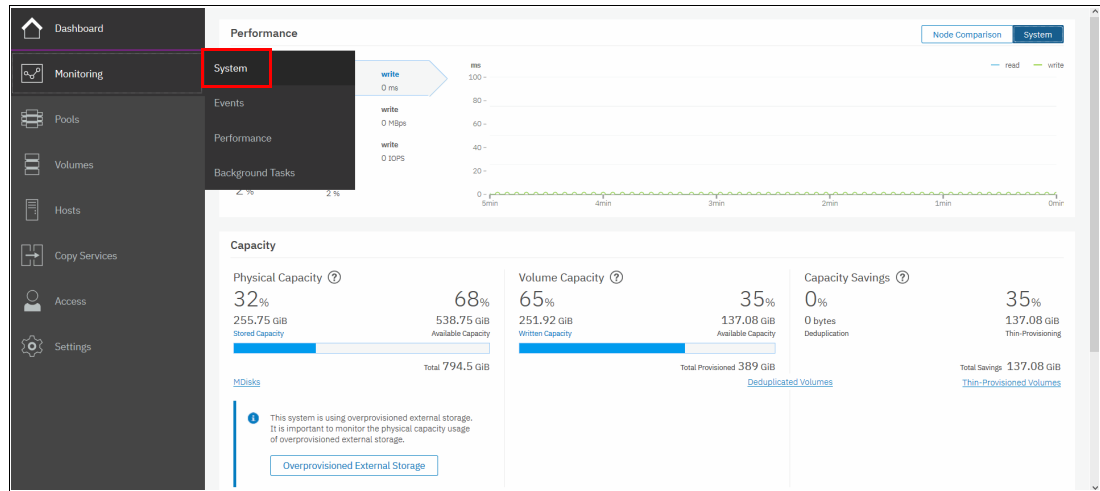 Dashboard
Monitoring
Pools
Volumes
Hosts
Copy Services
Access
Settings
System
Events
Performance
Background Tasks
Performance
Node Comparison
System
write
0 ms
write
0 MBps
write
0 IOPS
2 %
2 %
ms
read
write
100
80
60
40
20
0
5min
4min
3min
2min
1min
0min
Capacity
Physical Capacity ?
32%
68%
255.75 GiB
538.75 GiB
Stored Capacity
Available Capacity
Total 794.5 GiB
MDisks
This system is using overprovisioned external storage.
It is important to monitor the physical capacity usage
of overprovisioned external storage.
Overprovisioned External Storage
Volume Capacity ?
65%
35%
251.92 GiB
137.08 GiB
Written Capacity
Available Capacity
Total Provisioned 389 GiB
Capacity Savings ?
0%
35%
0 bytes
137.08 GiB
Deduplication
Thin-Provisioning
Total Savings 137.08 GiB
Deduplicated Volumes
Thin-Provisioned Volumes